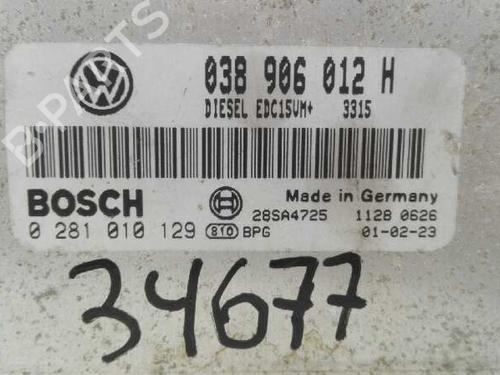 038 906 012 H
DIESEL EDC15VM+ 3315
BOSCH
Made in Germany
28SA4725 1128 0626
0 281 010 129 810 BPG 01-02-23
34677
B-PARTS